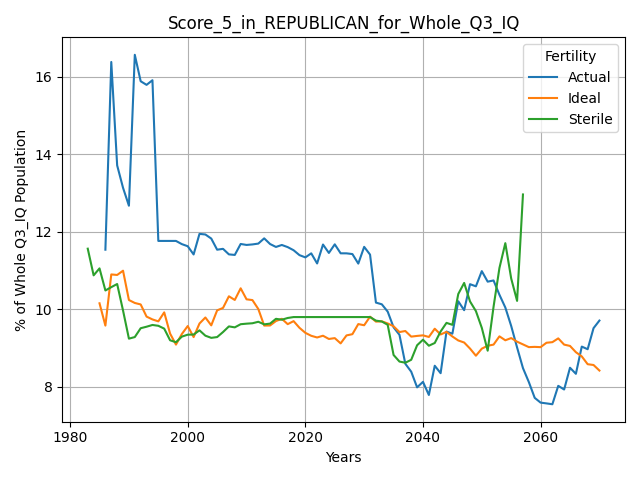 Score_5_in_REPUBLICAN_for_Whole_Q3_IQ
% of Whole Q3_IQ Population
16
14
12
10
8
1980
2000
2020
2040
2060
Years
Fertility
Actual
Ideal
Sterile